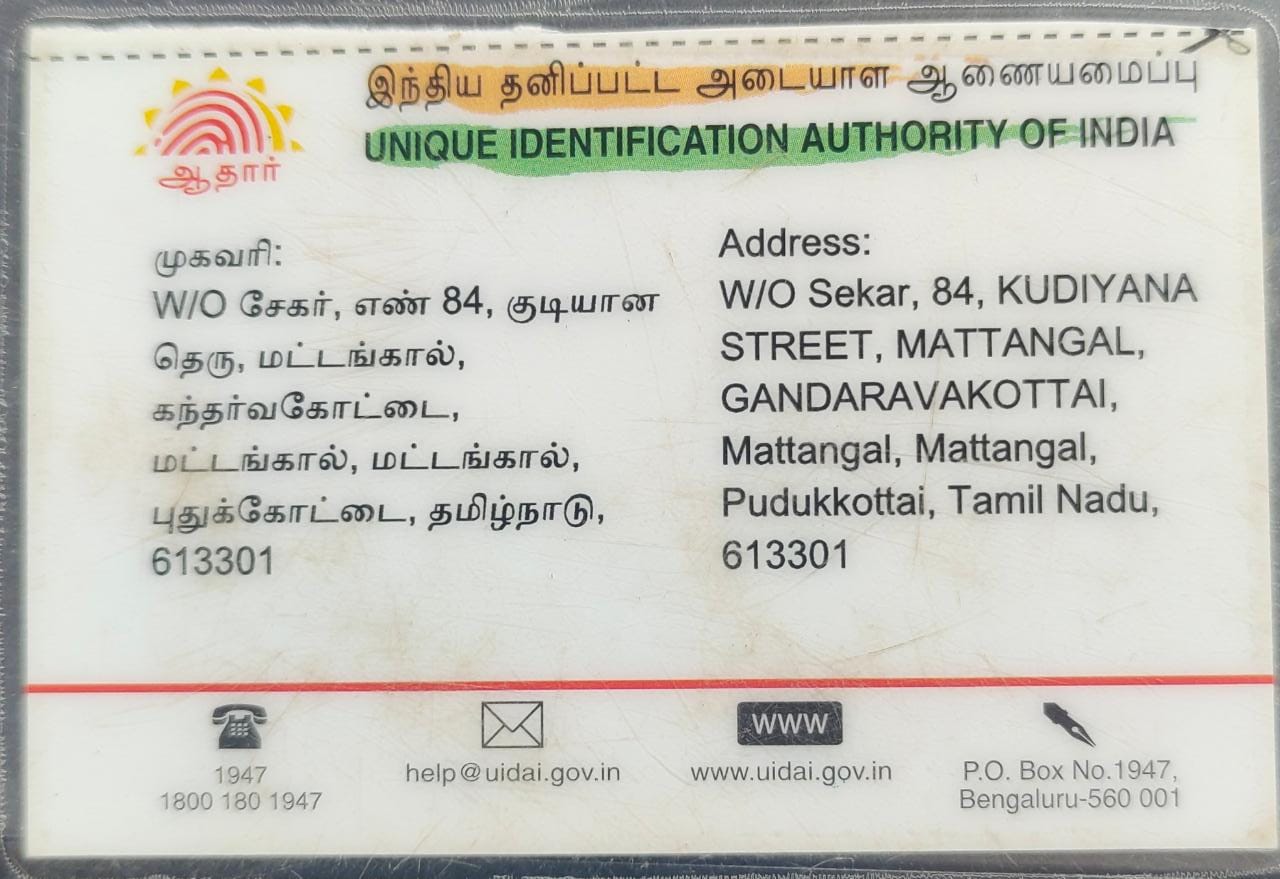 இந்திய தனிப்பட்ட அடையாள ஆணையமைப்பு
UNIQUE IDENTIFICATION AUTHORITY OF INDIA
ஆதார்
முகவரி:
W/O சேகர், எண் 84, குடியான
தெரு, மட்டங்கால்,
கந்தர்வகோட்டை,
மட்டங்கால், மட்டங்கால்,
புதுக்கோட்டை, தமிழ்நாடு,
613301
Address:
W/O Sekar, 84, KUDIYANA
STREET, MATTANGAL,
GANDARAVAKOTTAI,
Mattangal, Mattangal,
Pudukkottai, Tamil Nadu,
613301
1947
1800 180 1947
help@uidai.gov.in
www
www.uidai.gov.in
P.O. Box No.1947,
Bengaluru-560 001